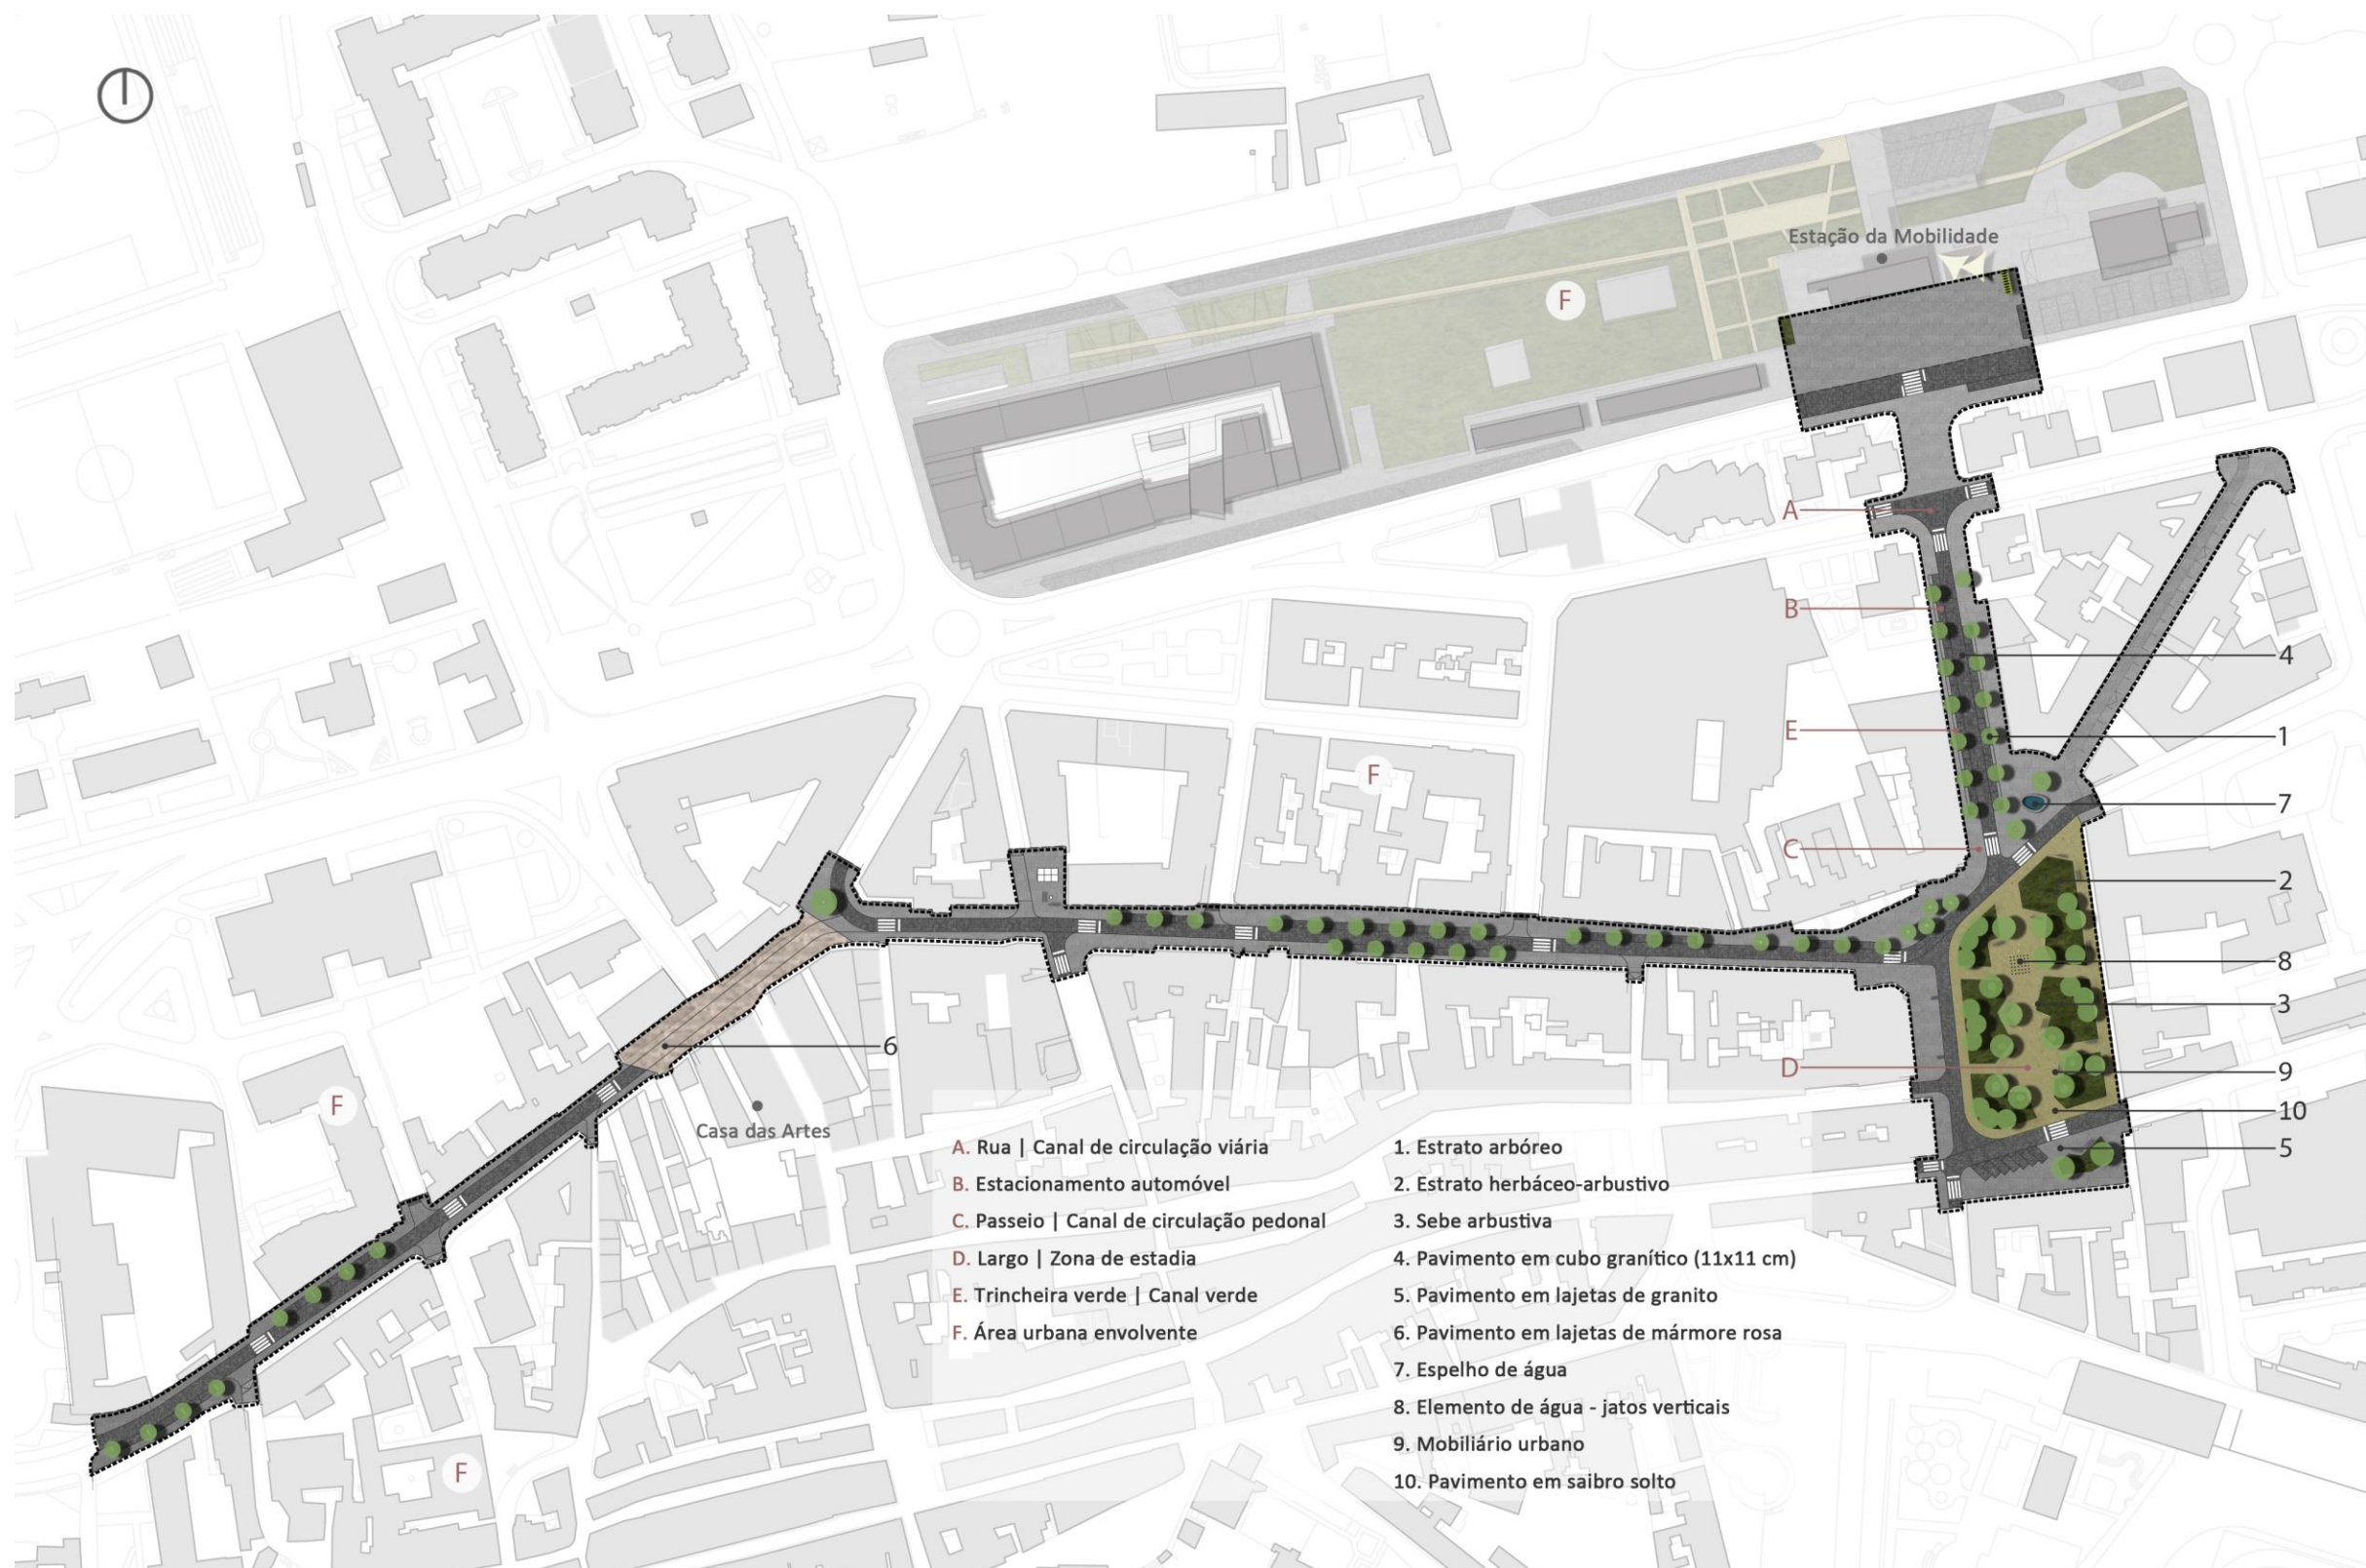 Estação da Mobilidade
F
A
B
4
E
1
F
7
C
2
8
3
6
D
9
F
10
Casa das Artes
5
A. Rua | Canal de circulação viária
B. Estacionamento automóvel
C. Passeio | Canal de circulação pedonal
D. Largo | Zona de estadia
E. Trincheira verde | Canal verde
F. Área urbana envolvente
1. Estrato arbóreo
2. Estrato herbáceo-arbustivo
3. Sebe arbustiva
4. Pavimento em cubo granítico (11x11 cm)
5. Pavimento em lajetas de granito
6. Pavimento em lajetas de mármore rosa
7. Espelho de água
8. Elemento de água - jatos verticais
9. Mobiliário urbano
10. Pavimento em saibro solto
F